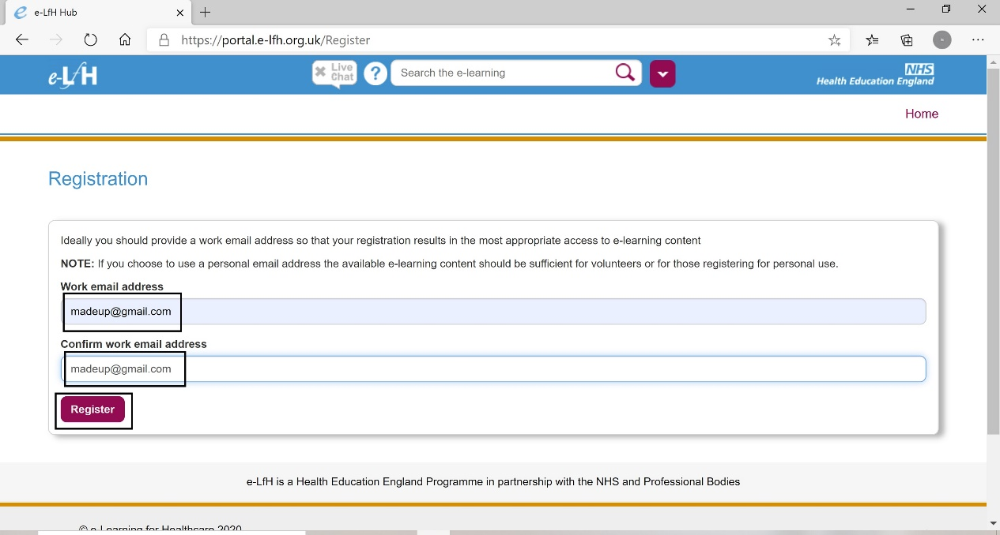 e-LfH Hub
https://portal.e-lfh.org.uk/Register
e-LfH
Live Chat
?
Search the e-learning
NHS
Health Education England
Home
Registration
Ideally you should provide a work email address so that your registration results in the most appropriate access to e-learning content
NOTE: If you choose to use a personal email address the available e-learning content should be sufficient for volunteers or for those registering for personal use.
Work email address
madeup@gmail.com
Confirm work email address
madeup@gmail.com
Register
e-LfH is a Health Education England Programme in partnership with the NHS and Professional Bodies
© e-Learning for Healthcare 2020